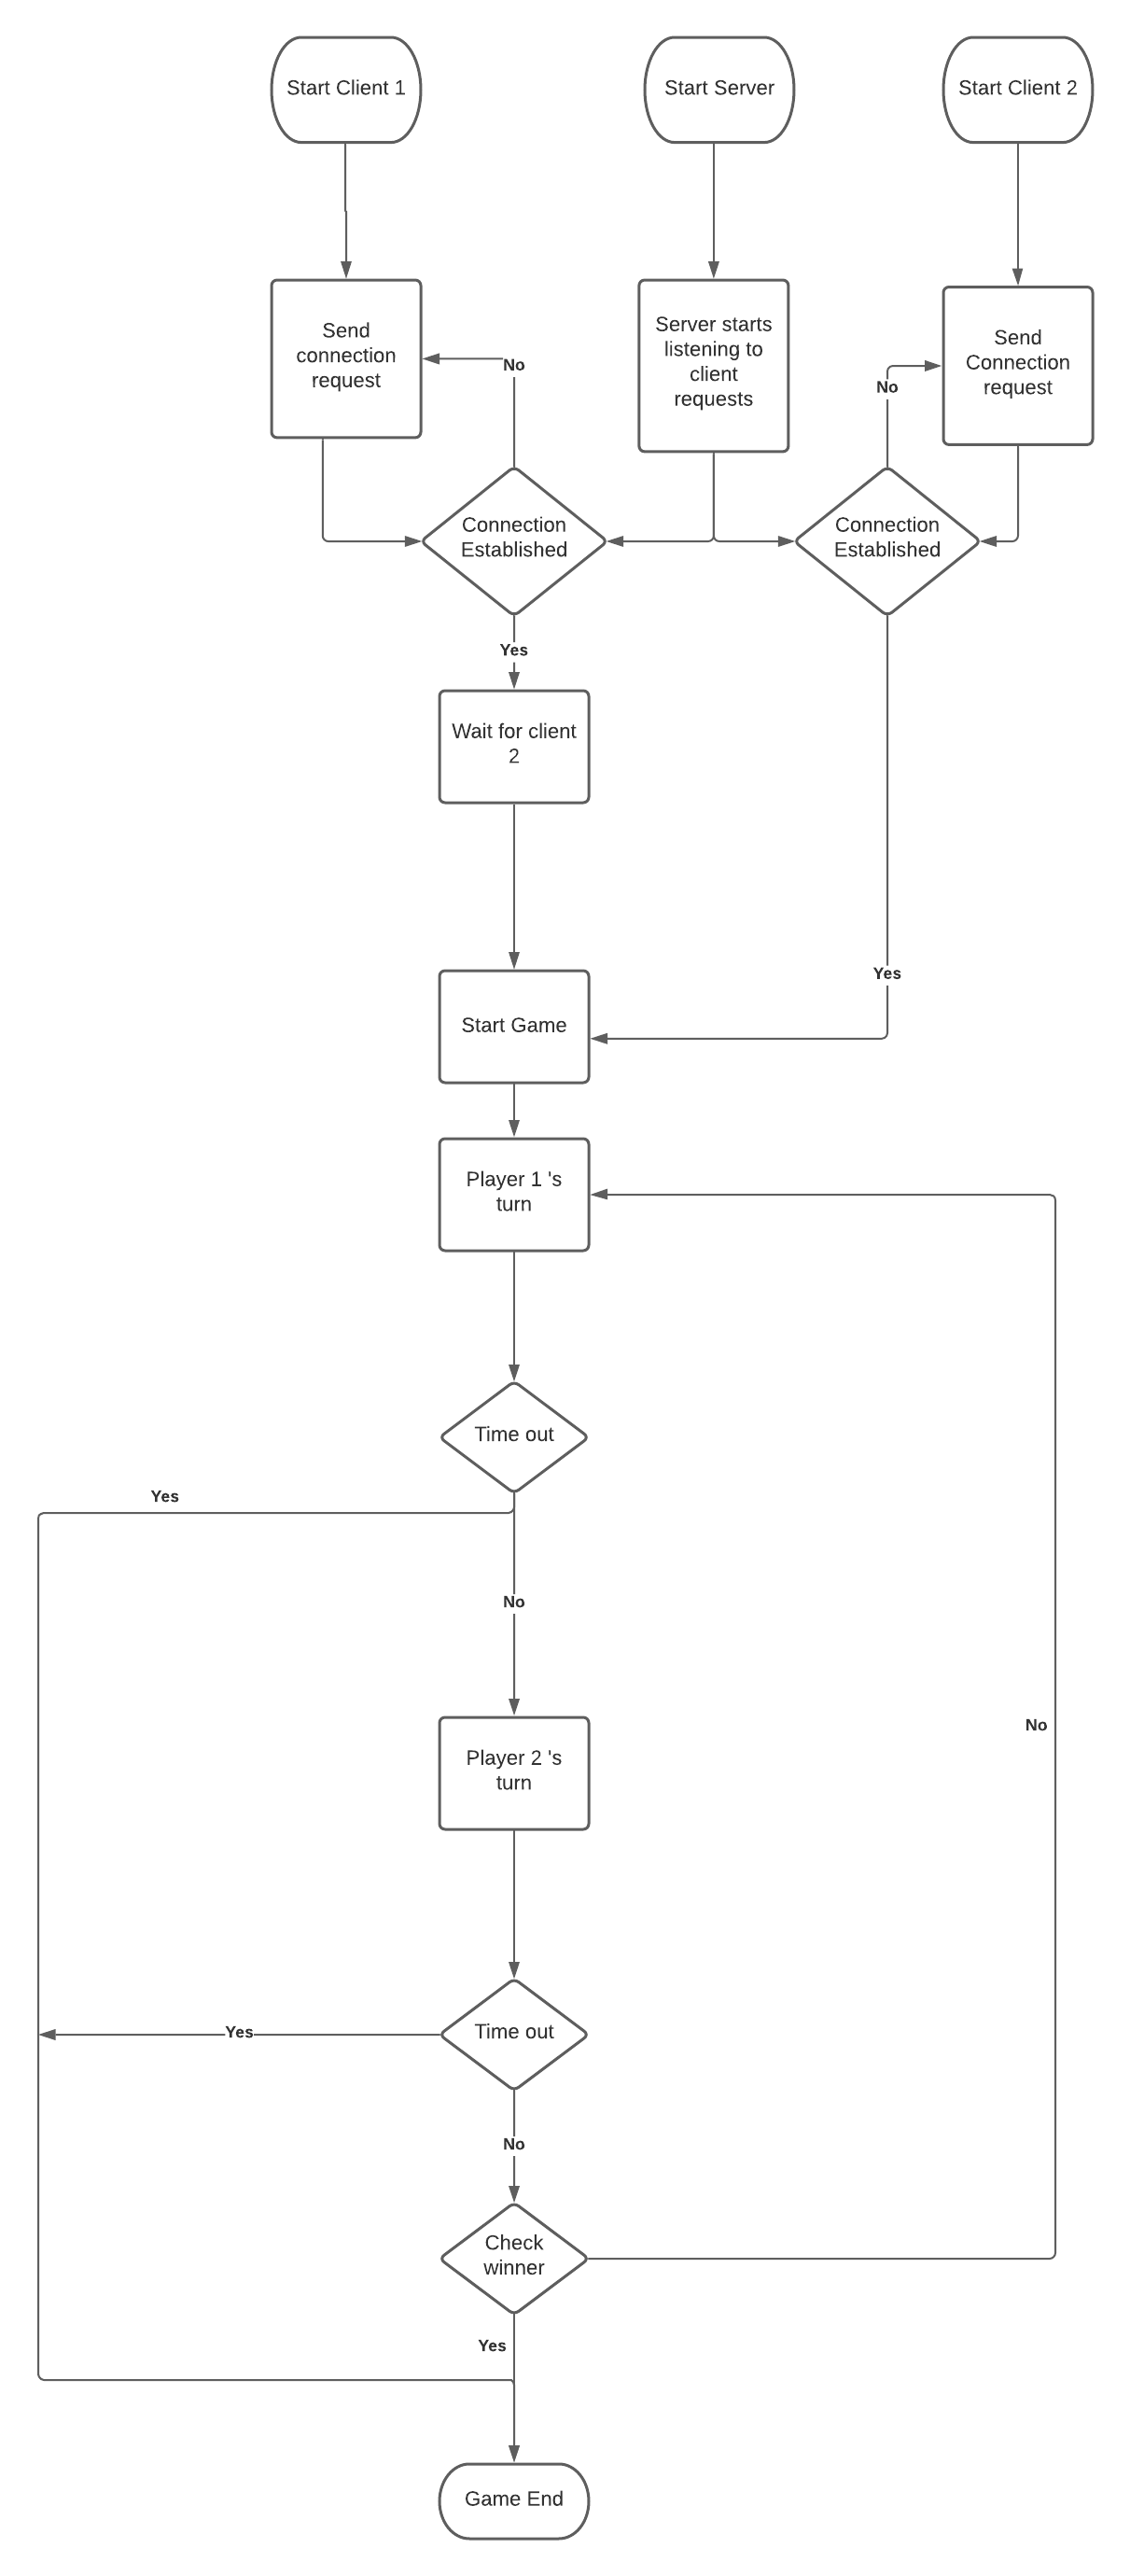 Start Client 1
Start Server
Start Client 2
Send
connection
request
No
Server starts
listening to
client
requests
Send
Connection
request
No
Connection
Established
Connection
Established
Yes
Wait for client
2
Yes
Start Game
Player 1 's
turn
Time out
Yes
No
No
Player 2 's
turn
Time out
Yes
No
Check
winner
Yes
Game End